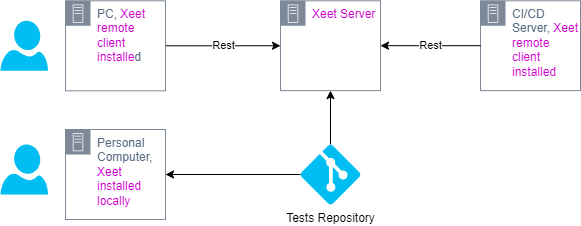 PC, Xeet
remote
client
installed
Rest
Xeet Server
Rest
CI/CD
Server, Xeet
remote
client
installed
Personal
Computer,
Xeet
installed
locally
Tests Repository